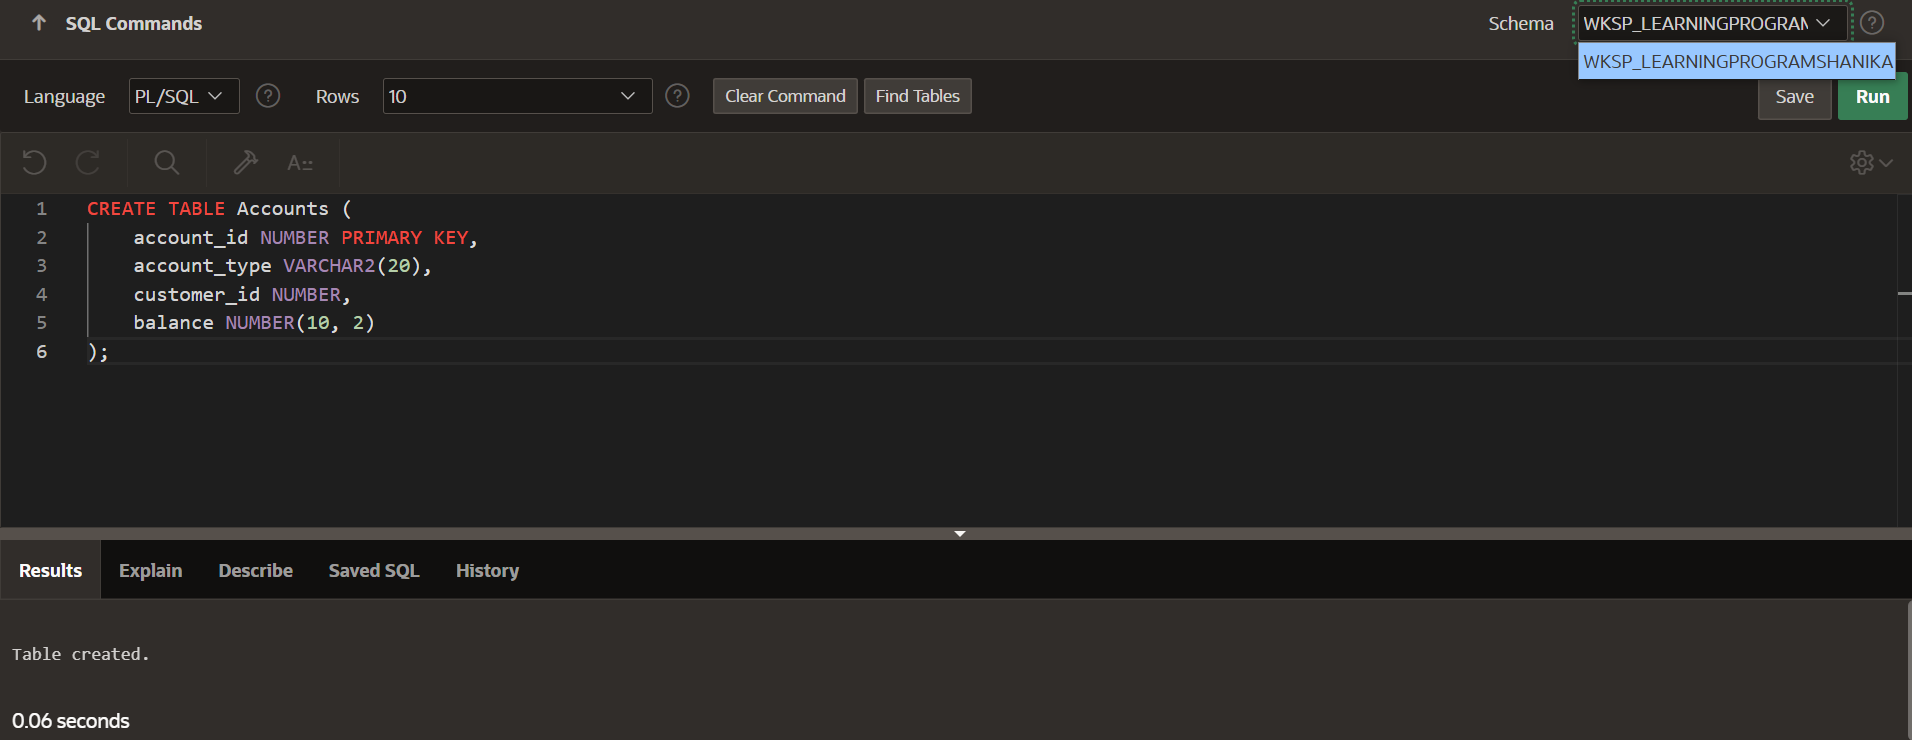 SQL Commands
Schema
WKSP_LEARNINGPROGRAM
WKSP_LEARNINGPROGRAMSHANIKA
Language
PL/SQL
Rows
10
Clear Command
Find Tables
Save
Run
1 CREATE TABLE Accounts (
2 account_id NUMBER PRIMARY KEY,
3 account_type VARCHAR2(20),
4 customer_id NUMBER,
5 balance NUMBER(10, 2)
6 );
Results
Explain
Describe
Saved SQL
History
Table created.
0.06 seconds